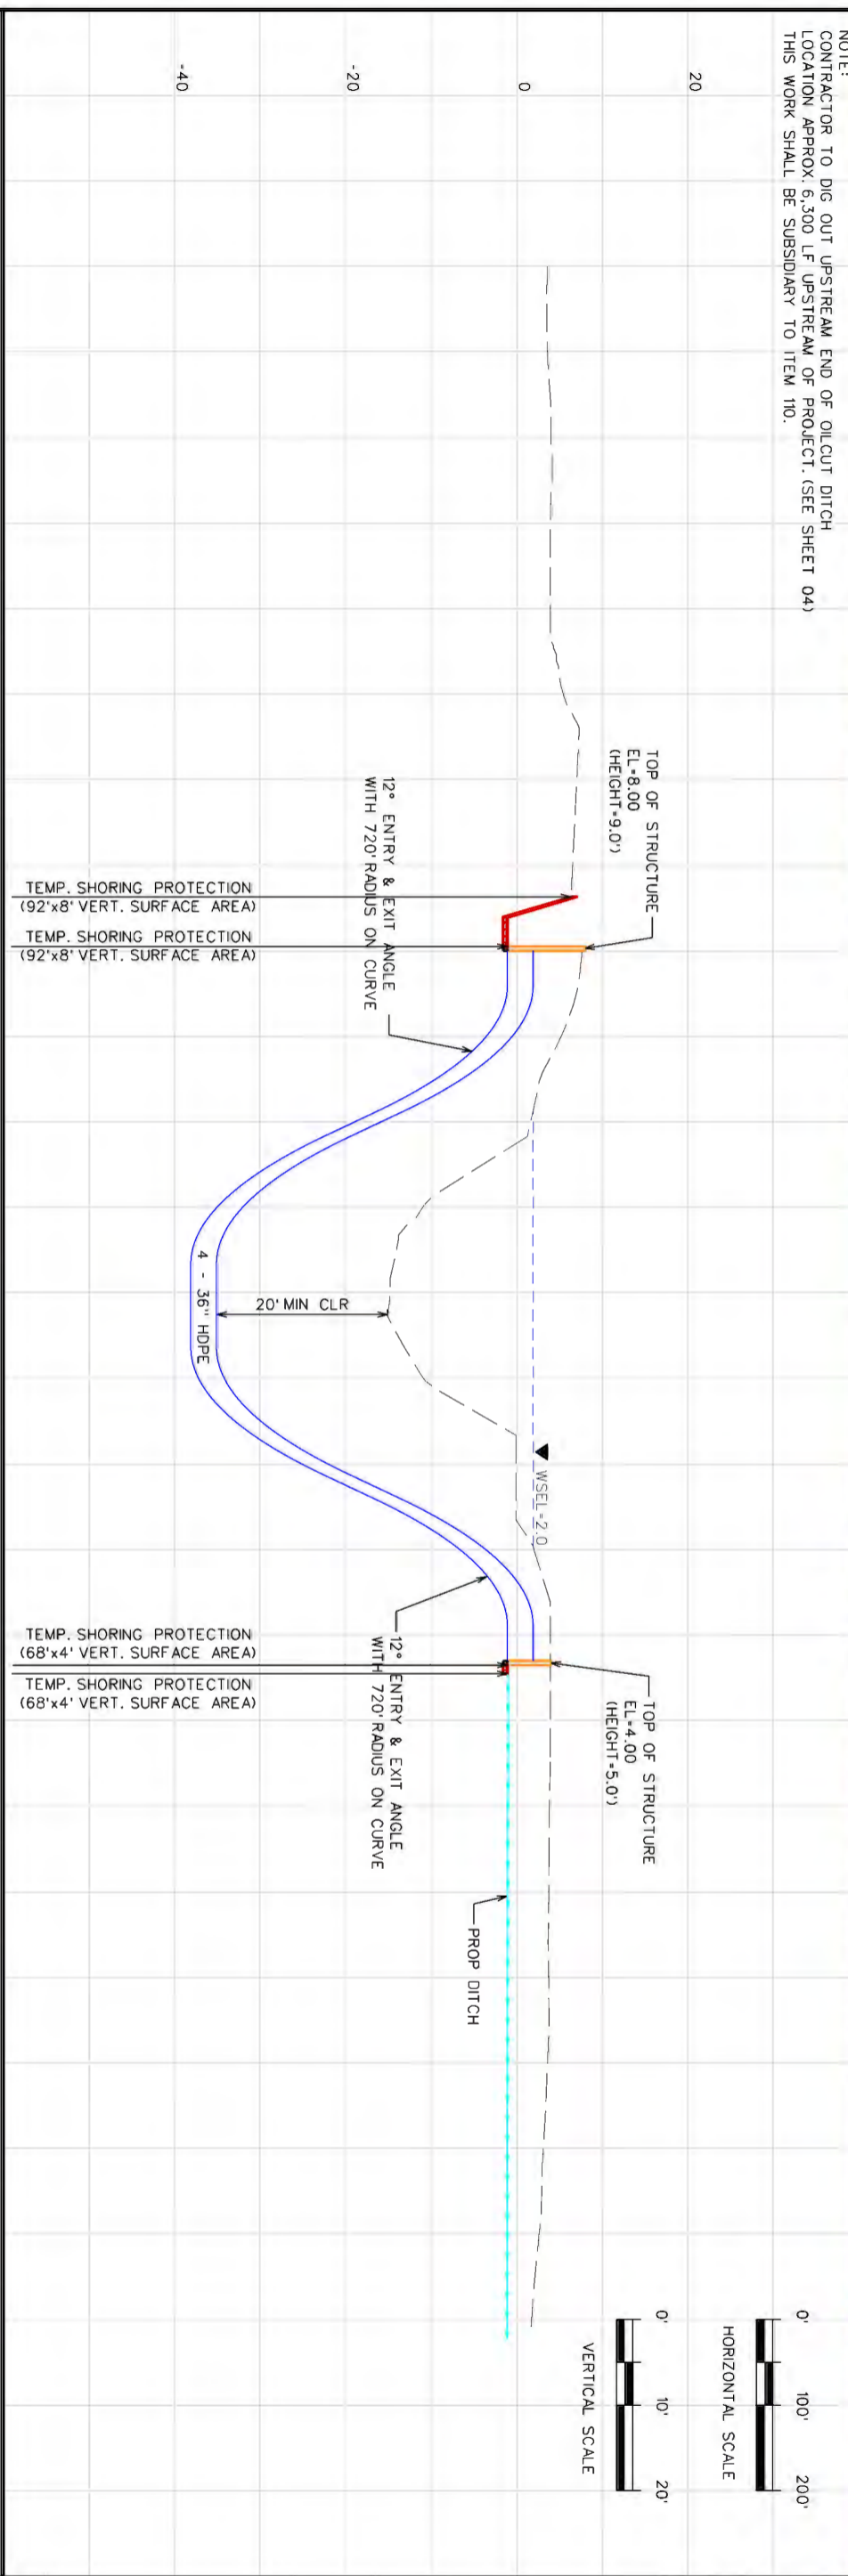 NOTE:
CONTRACTOR TO DIG OUT UPSTREAM END OF OILCUT DITCH
LOCATION APPROX. 6,300 LF UPSTREAM OF PROJECT. (SEE SHEET 04)
THIS WORK SHALL BE SUBSIDIARY TO ITEM 110.
20
0
-20
-40
TOP OF STRUCTURE
EL=8.00
(HEIGHT=9.0')
12° ENTRY & EXIT ANGLE
WITH 720' RADIUS ON CURVE
TEMP. SHORING PROTECTION
(92'x8' VERT. SURFACE AREA)
TEMP. SHORING PROTECTION
(92'x8' VERT. SURFACE AREA)
4 - 36" HDPE
20' MIN CLR
WSEL=2.0
TEMP. SHORING PROTECTION
(68'x4' VERT. SURFACE AREA)
TEMP. SHORING PROTECTION
(68'x4' VERT. SURFACE AREA)
12° ENTRY & EXIT ANGLE
WITH 720' RADIUS ON CURVE
TOP OF STRUCTURE
EL=4.00
(HEIGHT=5.0')
PROP DITCH
0' 100' 200'
HORIZONTAL SCALE
0' 10' 20'
VERTICAL SCALE